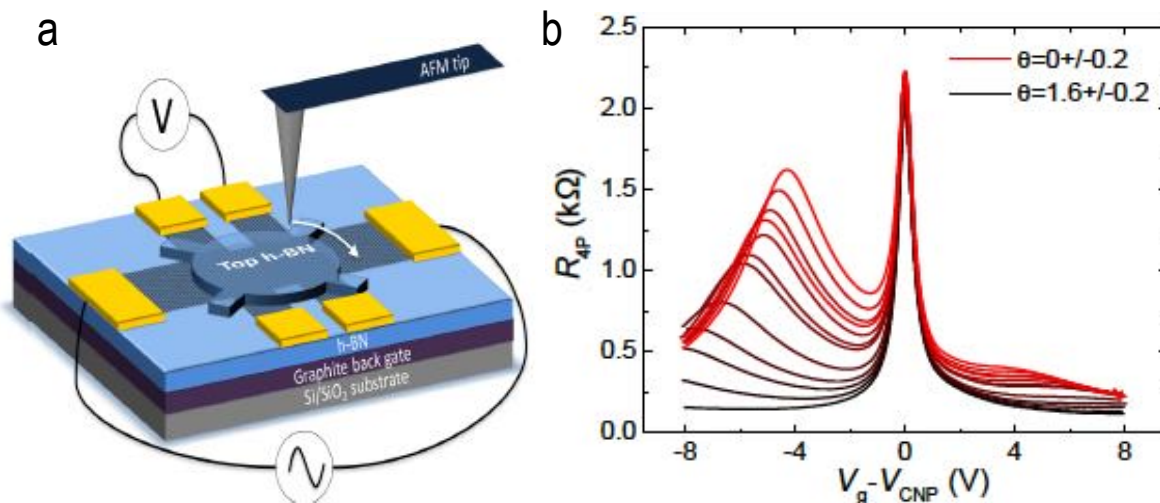 a
AFM tip
V
Top h-BN
h-BN
Graphite back gate
Si/SiO₂ substrate
b
2.5
2.0
1.5
1.0
0.5
0.0
R4P (kΩ)
θ=0+/-0.2
θ=1.6+/-0.2
-8 -4 0 4 8
Vg-VCNP (V)